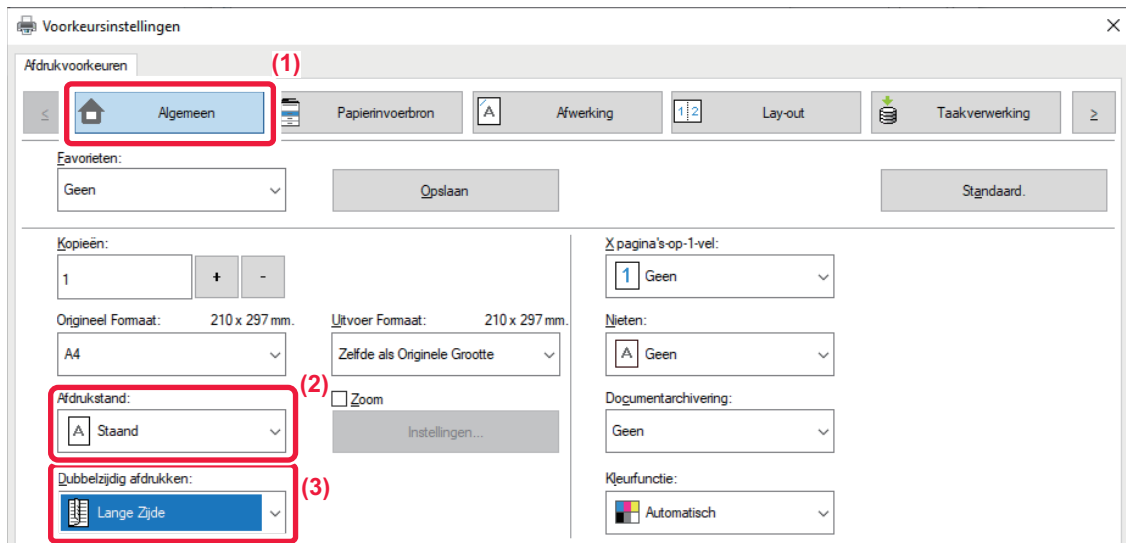 Voorkeursinstellingen
Afdrukvoorkeuren
(1)
≤
Algemeen
Papierinvoerbron
A
Afwerking
1 2
Lay-out
Taakverwerking
≥
Favorieten:
Geen
Opslaan
Standaard.
Kopieën:
1
+
-
X pagina's-op-1-vel:
1
Geen
Origineel Formaat: 210 x 297 mm.
A4
Uitvoer Formaat: 210 x 297 mm.
Zelfde als Originele Grootte
Nieten:
A
Geen
(2)
Afdrukstand:
A
Staand
Zoom
Instellingen...
Documentarchivering:
Geen
(3)
Dubbelzijdig afdrukken:
Lange Zijde
Kleurfunctie:
Automatisch